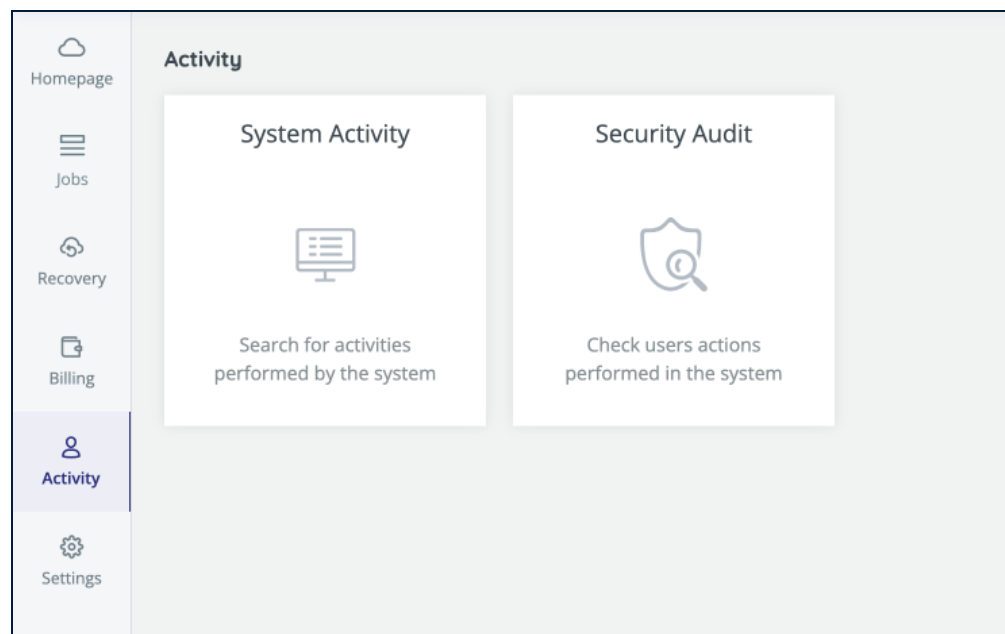 Homepage
Jobs
Recovery
Billing
Activity
Settings
Activity
System Activity
Search for activities
performed by the system
Security Audit
Check users actions
performed in the system